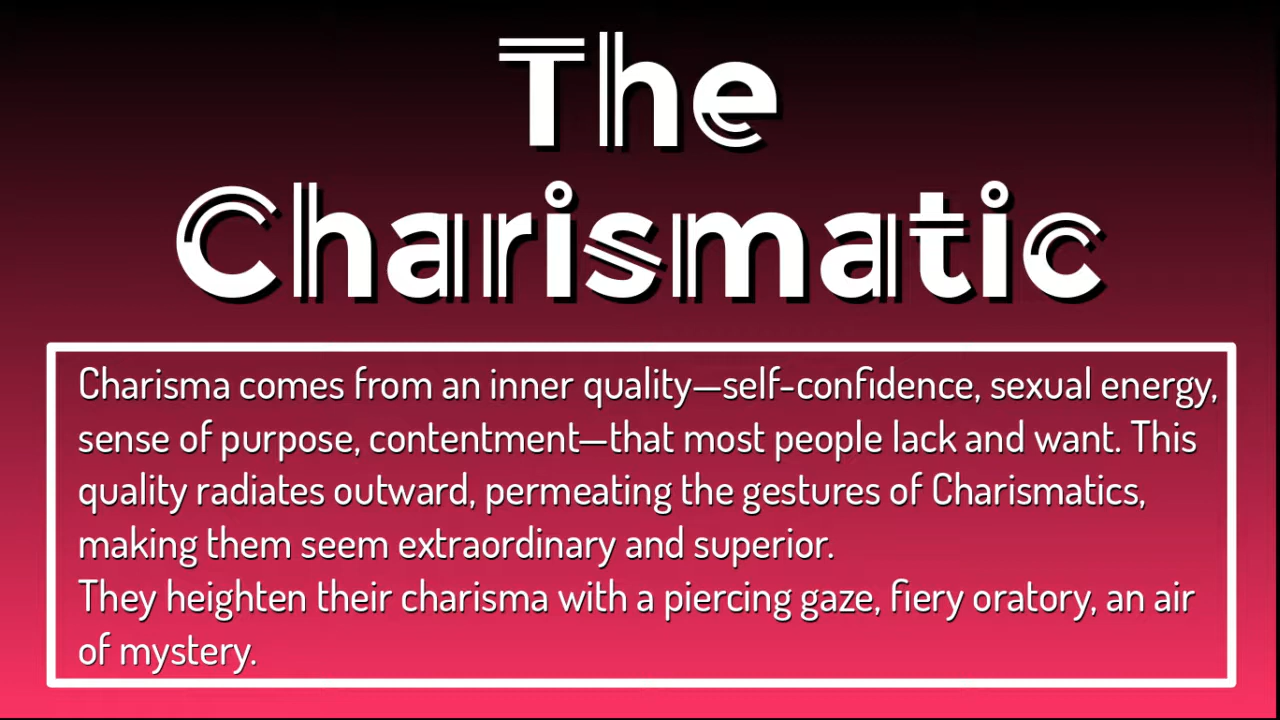 The
Charismatic
Charisma comes from an inner quality—self-confidence, sexual energy,
sense of purpose, contentment—that most people lack and want. This
quality radiates outward, permeating the gestures of Charismatics,
making them seem extraordinary and superior.
They heighten their charisma with a piercing gaze, fiery oratory, an air
of mystery.